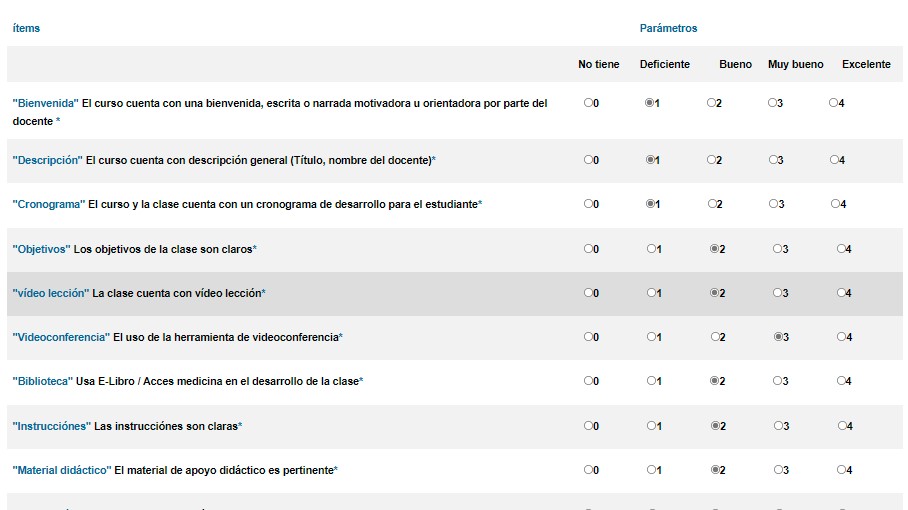 ítems Parámetros
No tiene Deficiente Bueno Muy bueno Excelente
"Bienvenida" El curso cuenta con una bienvenida, escrita o narrada motivadora u orientadora por parte del 0 1 2 3 4
docente *
"Descripción" El curso cuenta con descripción general (Título, nombre del docente)* 0 1 2 3 4
"Cronograma" El curso y la clase cuenta con un cronograma de desarrollo para el estudiante* 0 1 2 3 4
"Objetivos" Los objetivos de la clase son claros* 0 1 2 3 4
"vídeo lección" La clase cuenta con vídeo lección* 0 1 2 3 4
"Videoconferencia" El uso de la herramienta de videoconferencia* 0 1 2 3 4
"Biblioteca" Usa E-Libro / Acces medicina en el desarrollo de la clase* 0 1 2 3 4
"Instrucciónes" Las instrucciónes son claras* 0 1 2 3 4
"Material didáctico" El material de apoyo didáctico es pertinente* 0 1 2 3 4